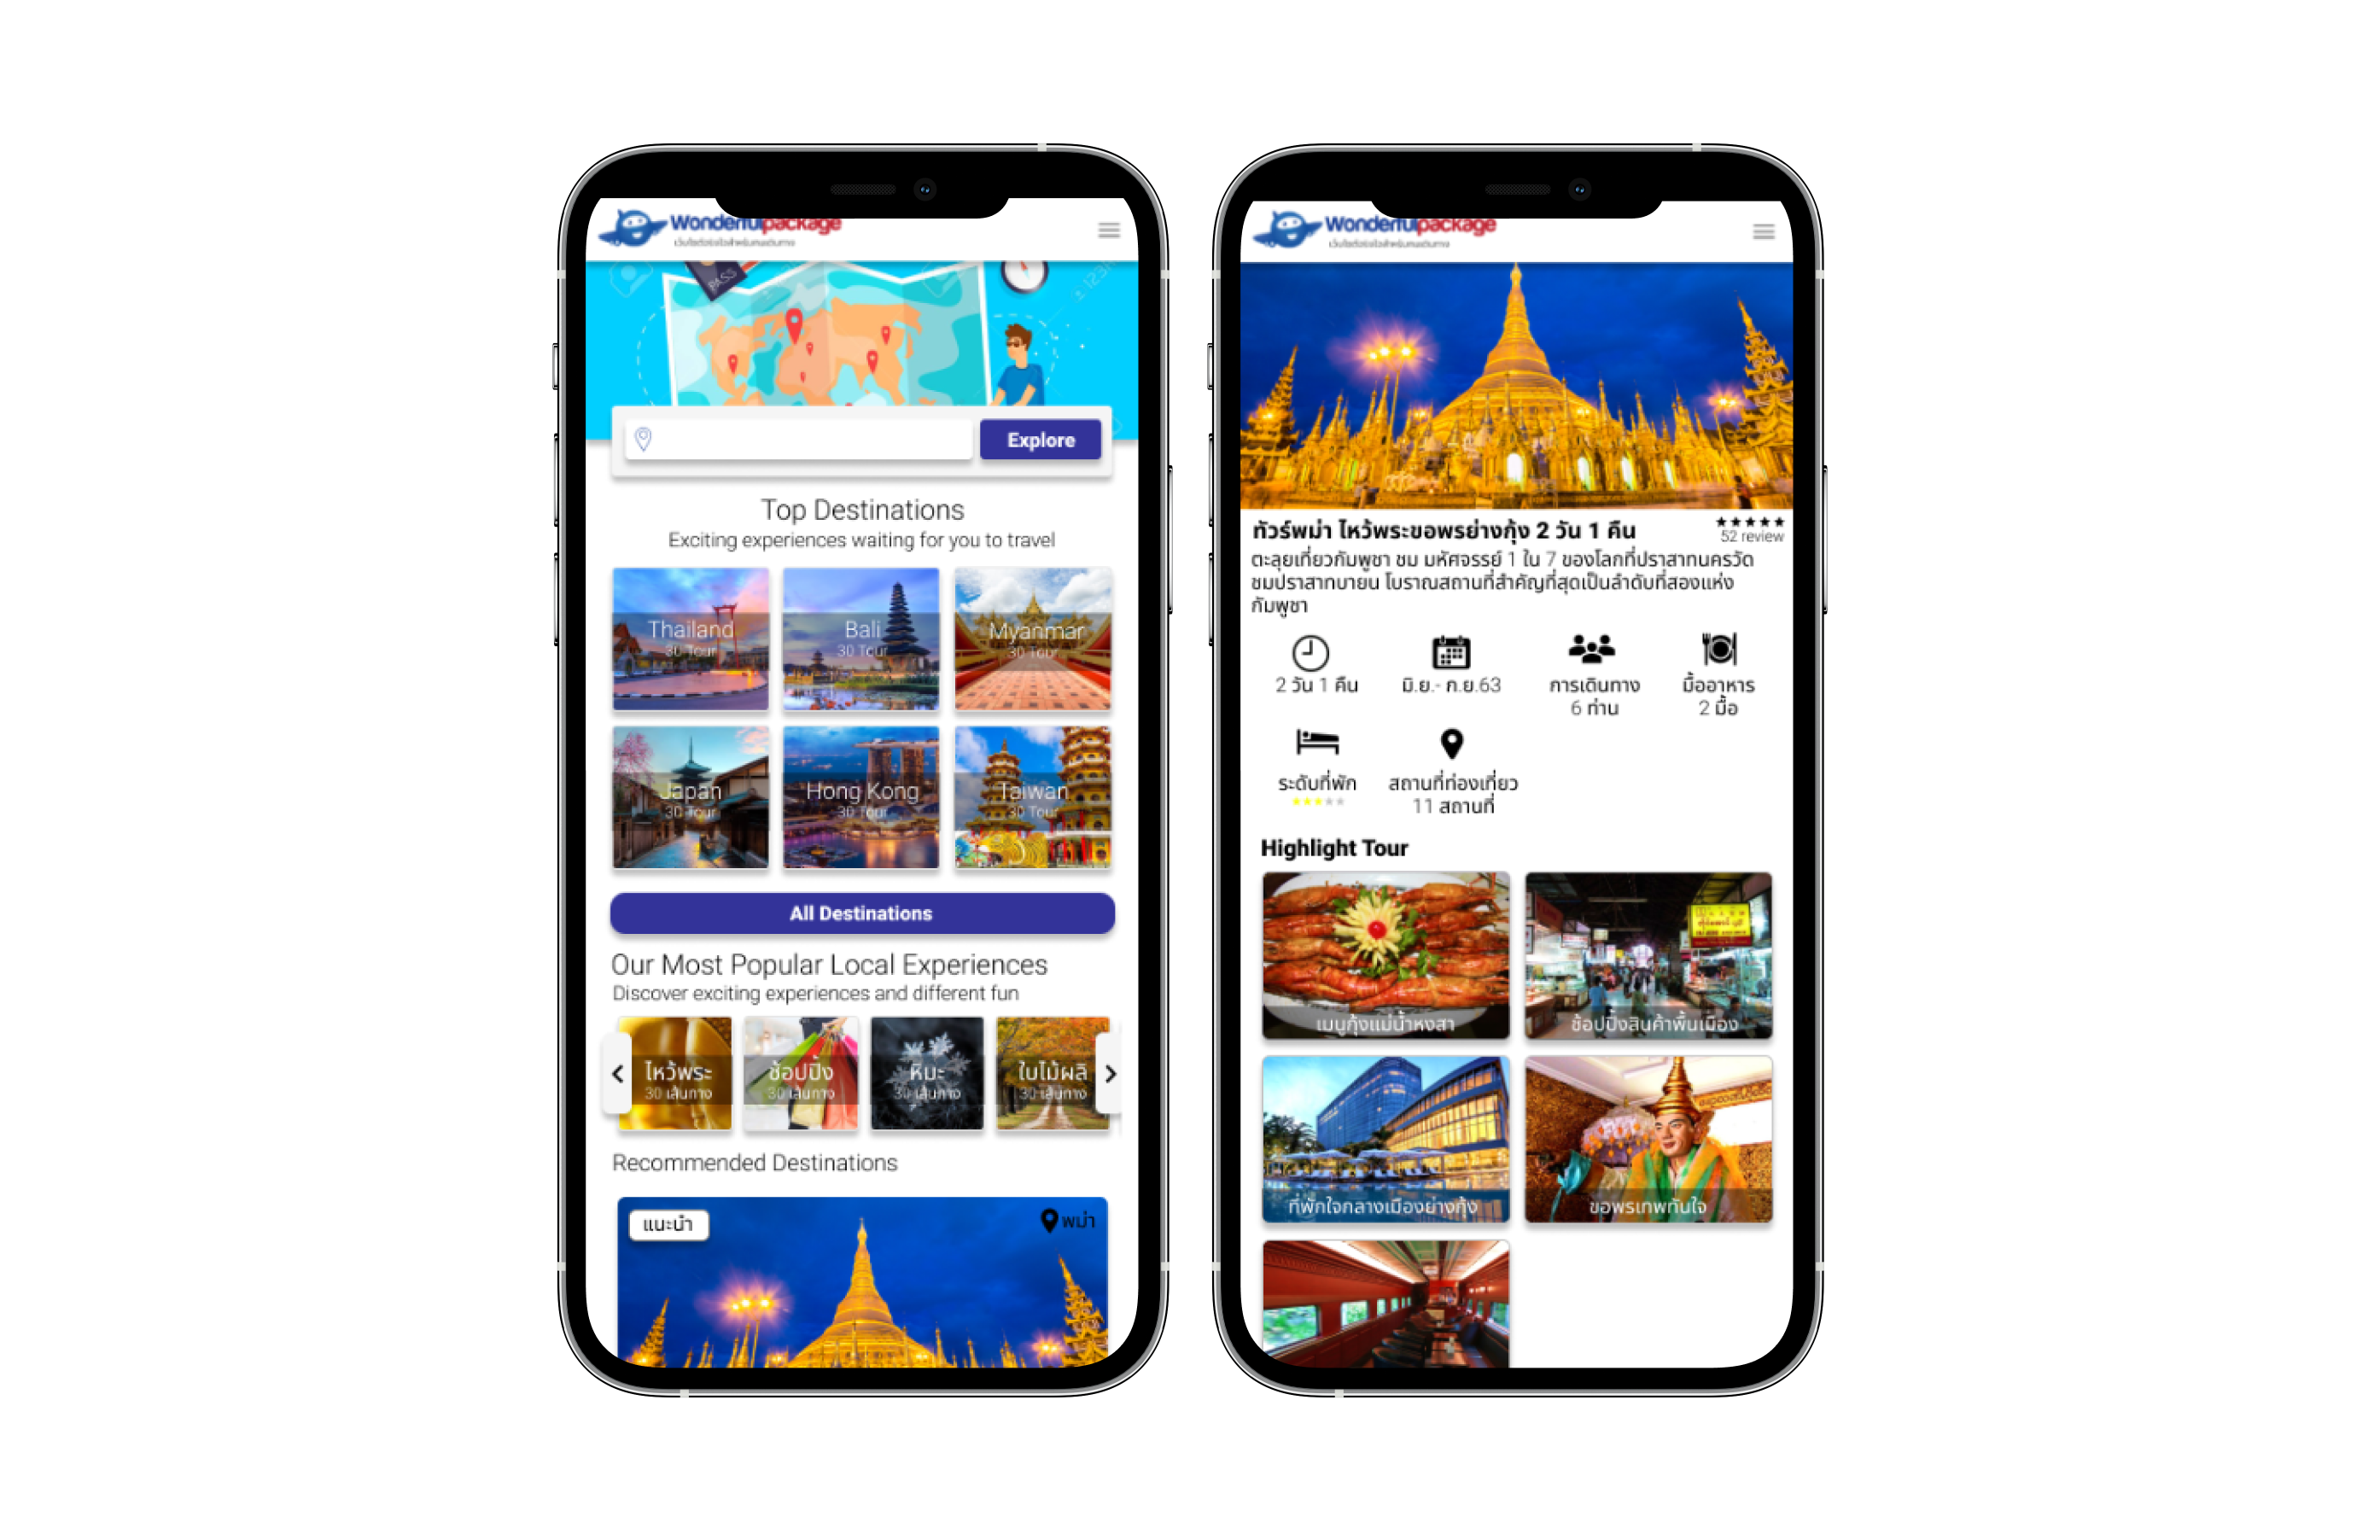 Wonderfulpackage
PASS
Explore
Top Destinations
Exciting experiences waiting for you to travel
Thailand
30 Tour
Bali
30 Tour
Myanmar
30 Tour
Japan
30 Tour
Hong Kong
30 Tour
Taiwan
30 Tour
All Destinations
Our Most Popular Local Experiences
Discover exciting experiences and different fun
ไหว้พระ
30 เส้นทาง
ช้อปปิ้ง
30 เส้นทาง
หิมะ
30 เส้นทาง
ใบไม้ผลิ
30 เส้นทาง
Recommended Destinations
แนะนำ
พม่า
Wonderfulpackage
ทัวร์พม่า ไหว้พระขอพรย่างกุ้ง 2 วัน 1 คืน
52 review
ตะลุยเที่ยวกัมพูชา ชม มหัศจรรย์ 1 ใน 7 ของโลกที่ปราสาทนครวัด
ชมปราสาทบายน โบราณสถานที่สำคัญที่สุดเป็นลำดับที่สองแห่ง
กัมพูชา
2 วัน 1 คืน
มิ.ย.- ก.ย.63
การเดินทาง
6 ท่าน
มื้ออาหาร
2 มื้อ
ระดับที่พัก
สถานที่ท่องเที่ยว
11 สถานที่
Highlight Tour
เมนูกุ้งแม่น้ำหงสา
ช้อปปิ้งสินค้าพื้นเมือง
ที่พักใจกลางเมืองย่างกุ้ง
ขอพรเทพทันใจ